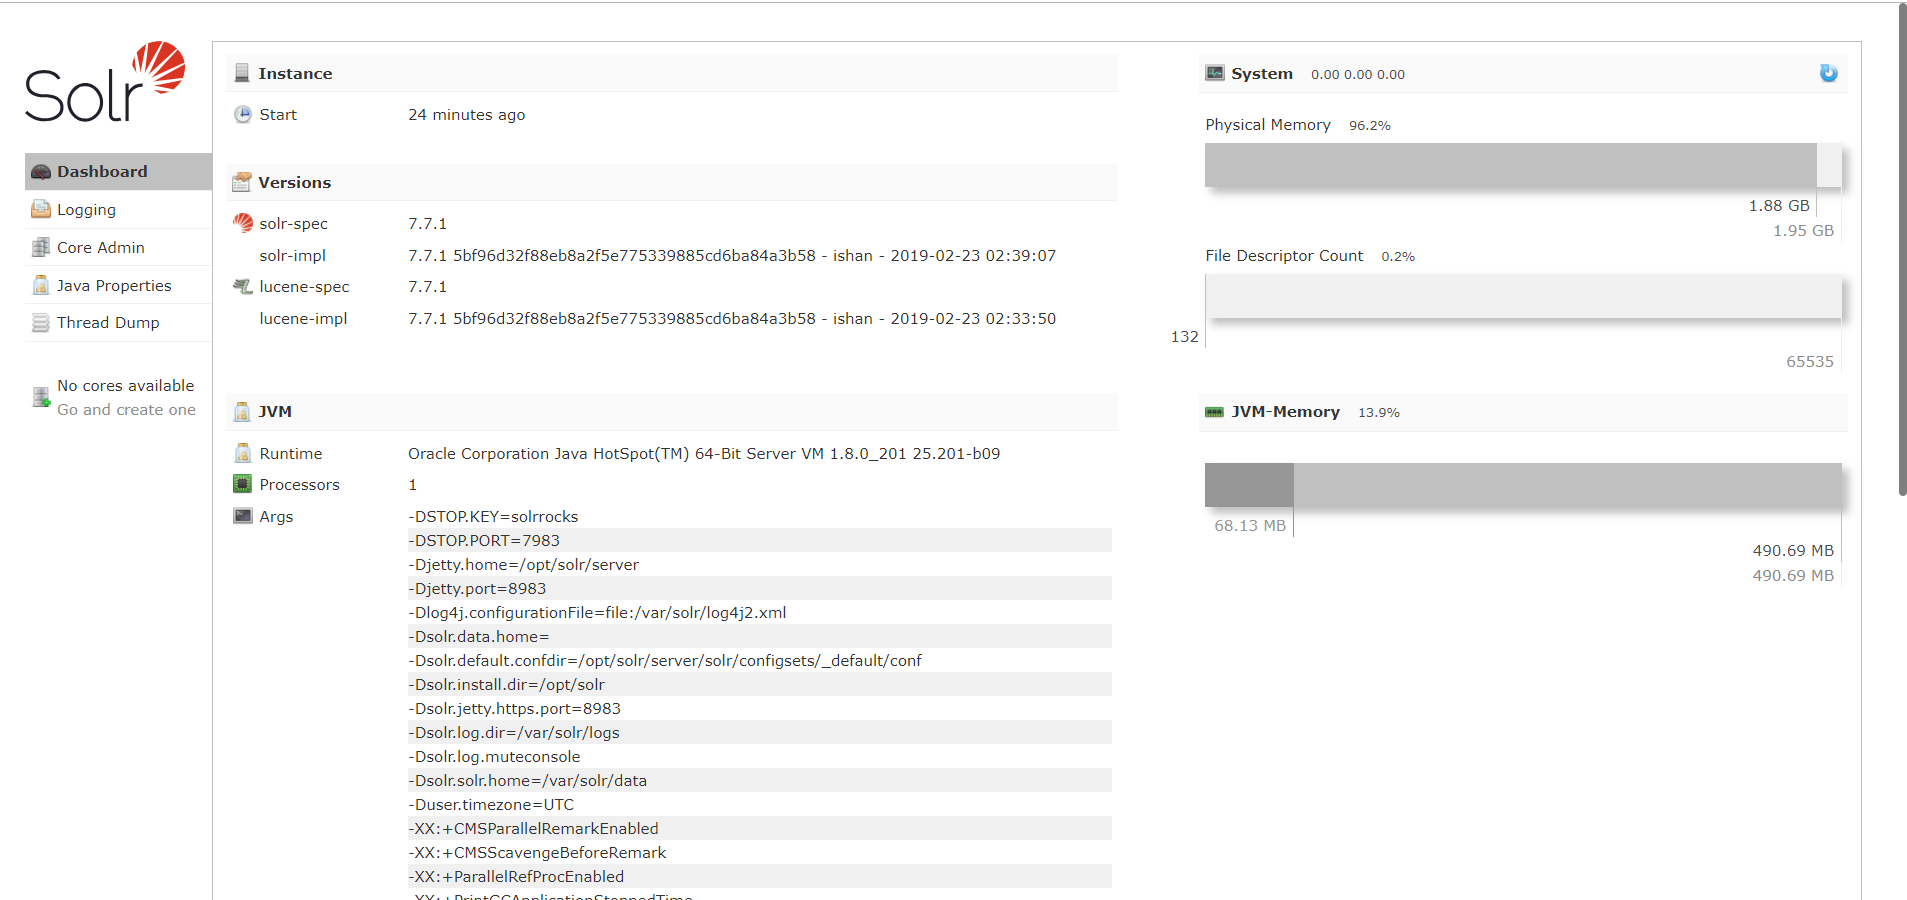 Solr
Dashboard
Logging
Core Admin
Java Properties
Thread Dump
No cores available
Go and create one
Instance
Start 24 minutes ago
Versions
solr-spec 7.7.1
solr-impl 7.7.1 5bf96d32f88eb8a2f5e775339885cd6ba84a3b58 - ishan - 2019-02-23 02:39:07
lucene-spec 7.7.1
lucene-impl 7.7.1 5bf96d32f88eb8a2f5e775339885cd6ba84a3b58 - ishan - 2019-02-23 02:33:50
JVM
Runtime Oracle Corporation Java HotSpot(TM) 64-Bit Server VM 1.8.0_201 25.201-b09
Processors 1
Args -DSTOP.KEY=solrrocks
-DSTOP.PORT=7983
-Djetty.home=/opt/solr/server
-Djetty.port=8983
-Dlog4j.configurationFile=file:/var/solr/log4j2.xml
-Dsolr.data.home=
-Dsolr.default.confdir=/opt/solr/server/solr/configsets/_default/conf
-Dsolr.install.dir=/opt/solr
-Dsolr.jetty.https.port=8983
-Dsolr.log.dir=/var/solr/logs
-Dsolr.log.muteconsole
-Dsolr.solr.home=/var/solr/data
-Duser.timezone=UTC
-XX:+CMSParallelRemarkEnabled
-XX:+CMSScavengeBeforeRemark
-XX:+ParallelRefProcEnabled
-XX:+PrintGCApplicationStoppedTime
System 0.00 0.00 0.00
Physical Memory 96.2%
1.88 GB
1.95 GB
File Descriptor Count 0.2%
132
65535
JVM-Memory 13.9%
68.13 MB
490.69 MB
490.69 MB